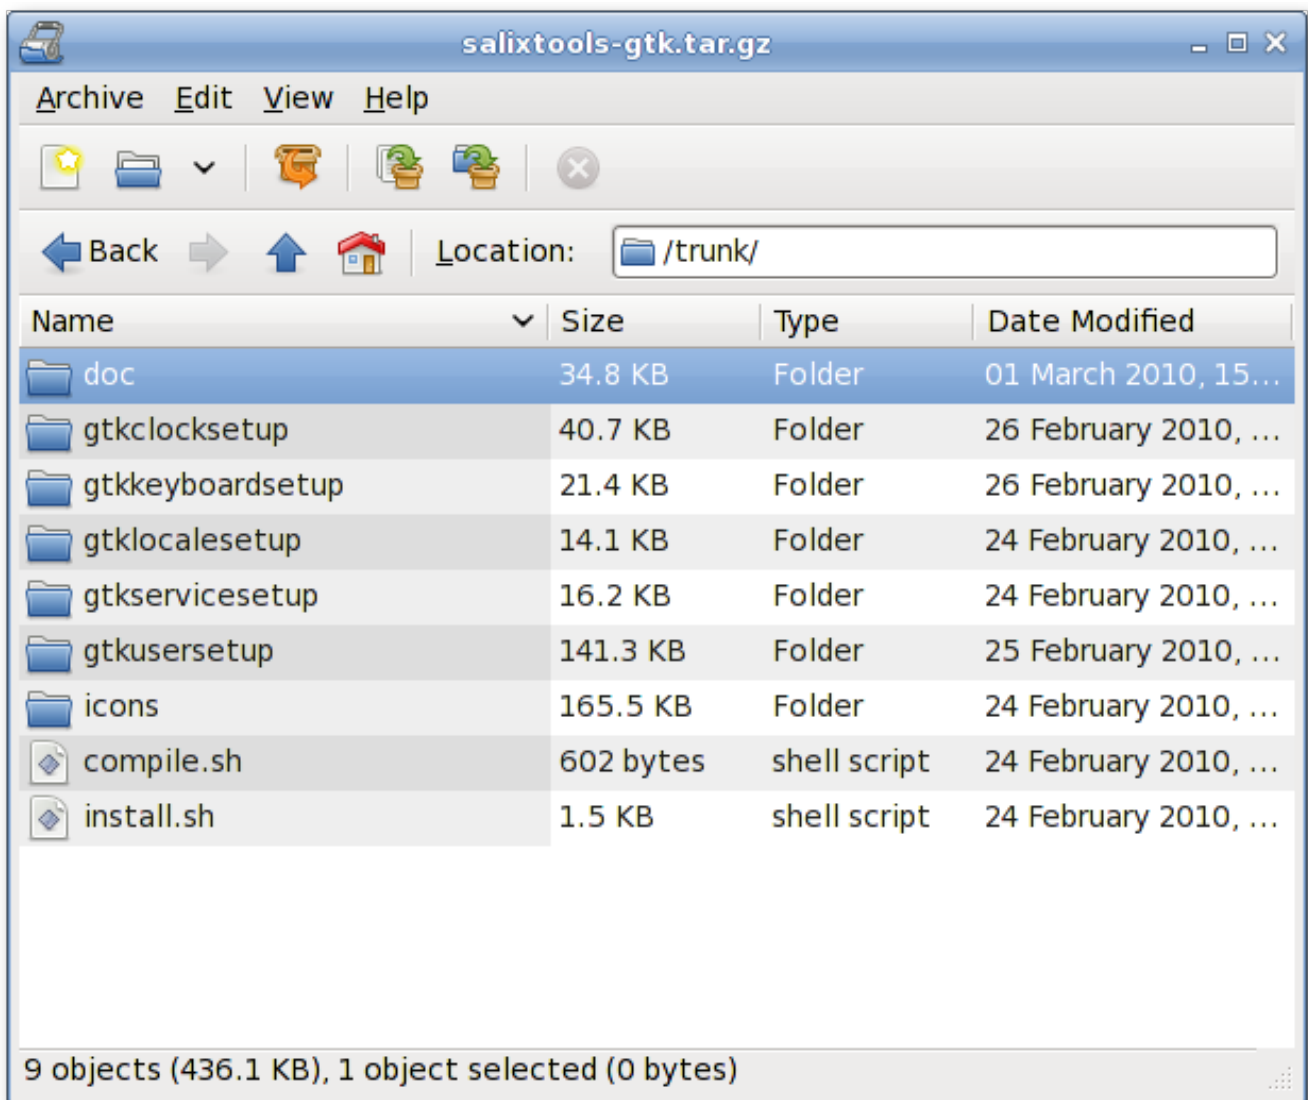 salixtools-gtk.tar.gz
Archive Edit View Help
Back Location: /trunk/
Name Size Type Date Modified
doc 34.8 KB Folder 01 March 2010, 15...
gtkclocksetup 40.7 KB Folder 26 February 2010, ...
gtkkeyboardsetup 21.4 KB Folder 26 February 2010, ...
gtklocalesetup 14.1 KB Folder 24 February 2010, ...
gtkservicesetup 16.2 KB Folder 24 February 2010, ...
gtkusersetup 141.3 KB Folder 25 February 2010, ...
icons 165.5 KB Folder 24 February 2010, ...
compile.sh 602 bytes shell script 24 February 2010, ...
install.sh 1.5 KB shell script 24 February 2010, ...
9 objects (436.1 KB), 1 object selected (0 bytes)